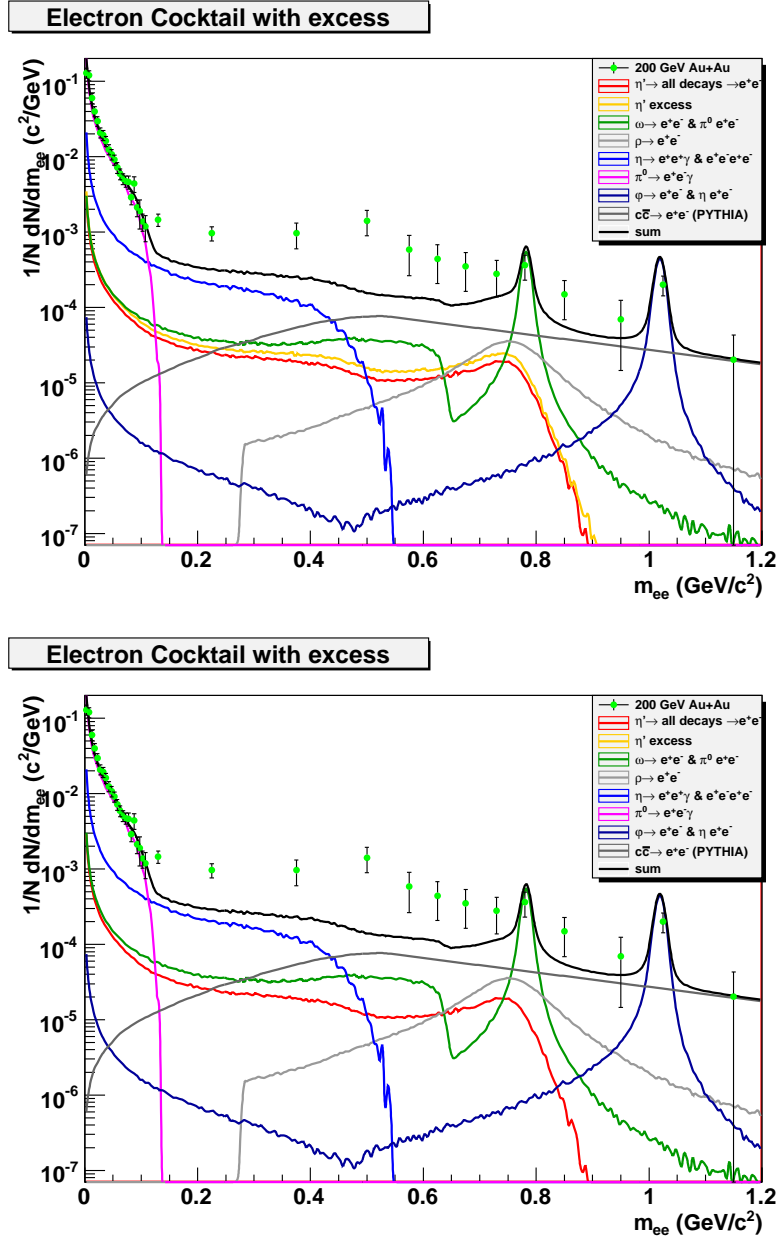 Electron Cocktail with excess
1/N dN/dm_ee (c²/GeV)
10⁻¹
10⁻²
10⁻³
10⁻⁴
10⁻⁵
10⁻⁶
10⁻⁷
200 GeV Au+Au
η'→ all decays →e⁺e⁻
η' excess
ω→ e⁺e⁻ & π⁰ e⁺e⁻
ρ→ e⁺e⁻
η→ e⁺e⁺γ & e⁺e⁻e⁺e⁻
π⁰→ e⁺e⁻γ
φ→ e⁺e⁻ & η e⁺e⁻
cc̅→ e⁺e⁻ (PYTHIA)
sum
0 0.2 0.4 0.6 0.8 1 1.2
m_ee (GeV/c²)
Electron Cocktail with excess
1/N dN/dm_ee (c²/GeV)
10⁻¹
10⁻²
10⁻³
10⁻⁴
10⁻⁵
10⁻⁶
10⁻⁷
200 GeV Au+Au
η'→ all decays →e⁺e⁻
η' excess
ω→ e⁺e⁻ & π⁰ e⁺e⁻
ρ→ e⁺e⁻
η→ e⁺e⁺γ & e⁺e⁻e⁺e⁻
π⁰→ e⁺e⁻γ
φ→ e⁺e⁻ & η e⁺e⁻
cc̅→ e⁺e⁻ (PYTHIA)
sum
0 0.2 0.4 0.6 0.8 1 1.2
m_ee (GeV/c²)